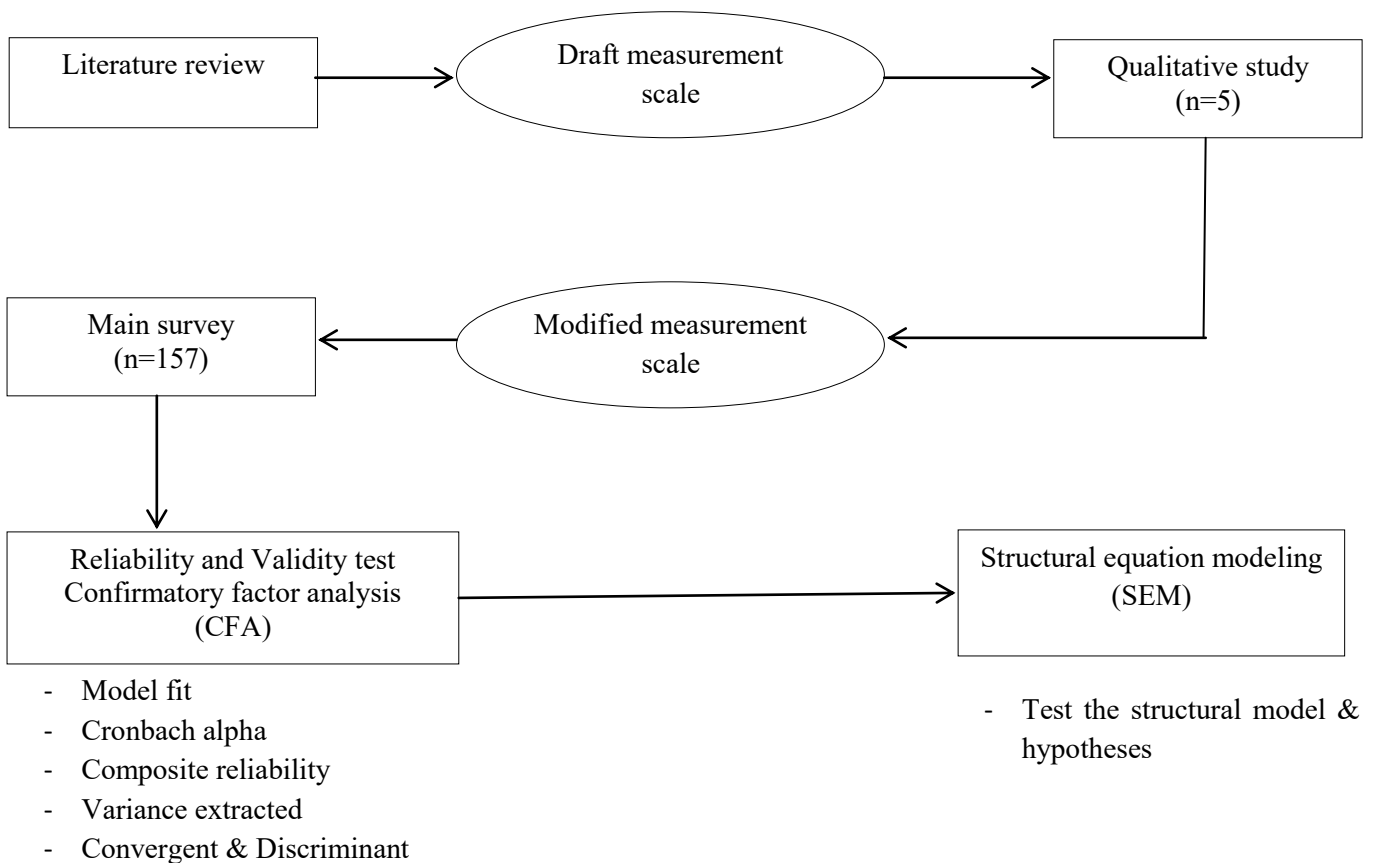 Literature review
Draft measurement
scale
Qualitative study
(n=5)
Main survey
(n=157)
Modified measurement
scale
Reliability and Validity test
Confirmatory factor analysis
(CFA)
Structural equation modeling
(SEM)
- Model fit
- Cronbach alpha
- Composite reliability
- Variance extracted
- Convergent & Discriminant
- Test the structural model &
hypotheses